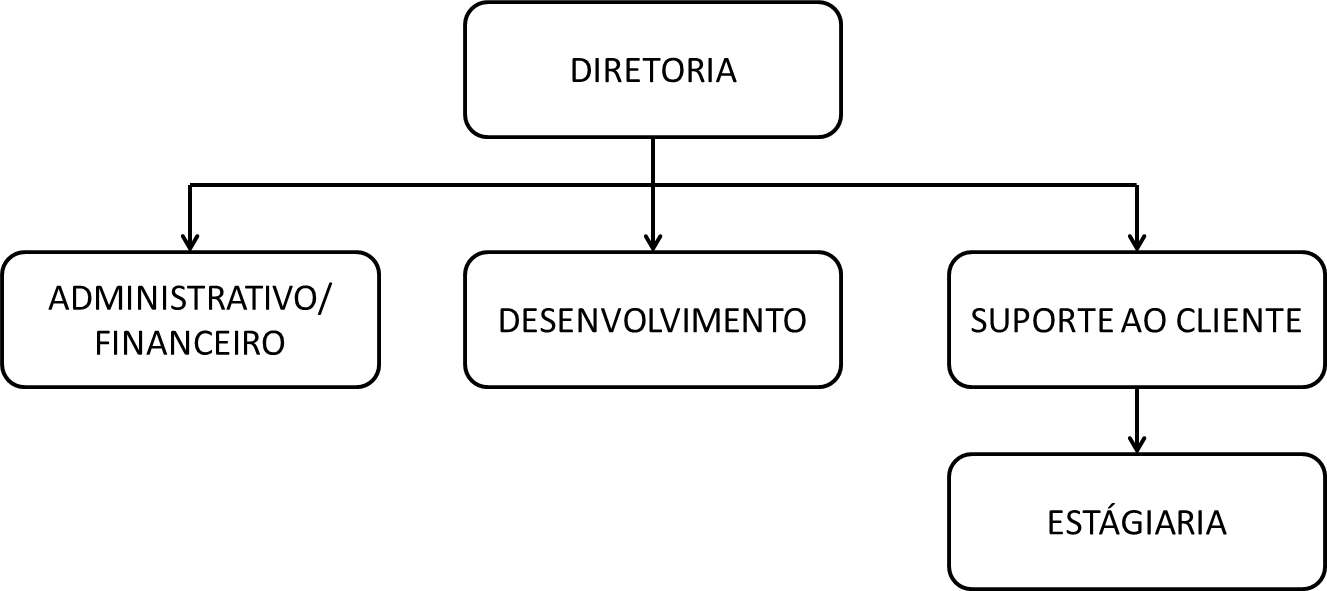 DIRETORIA
ADMINISTRATIVO/
FINANCEIRO
DESENVOLVIMENTO
SUPORTE AO CLIENTE
ESTÁGIARIA